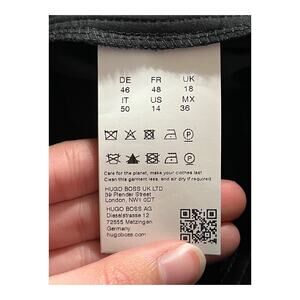 DE FR UK
46 48 18
IT US MX
50 14 36
Care for the planet, make your clothes last
Clean this garment less, and air dry if required
HUGO BOSS UK LTD
39 Plender Street
London, NW1 0DT
HUGO BOSS AG
Dieselstrasse 12
72555 Metzingen
Germany
hugoboss.com